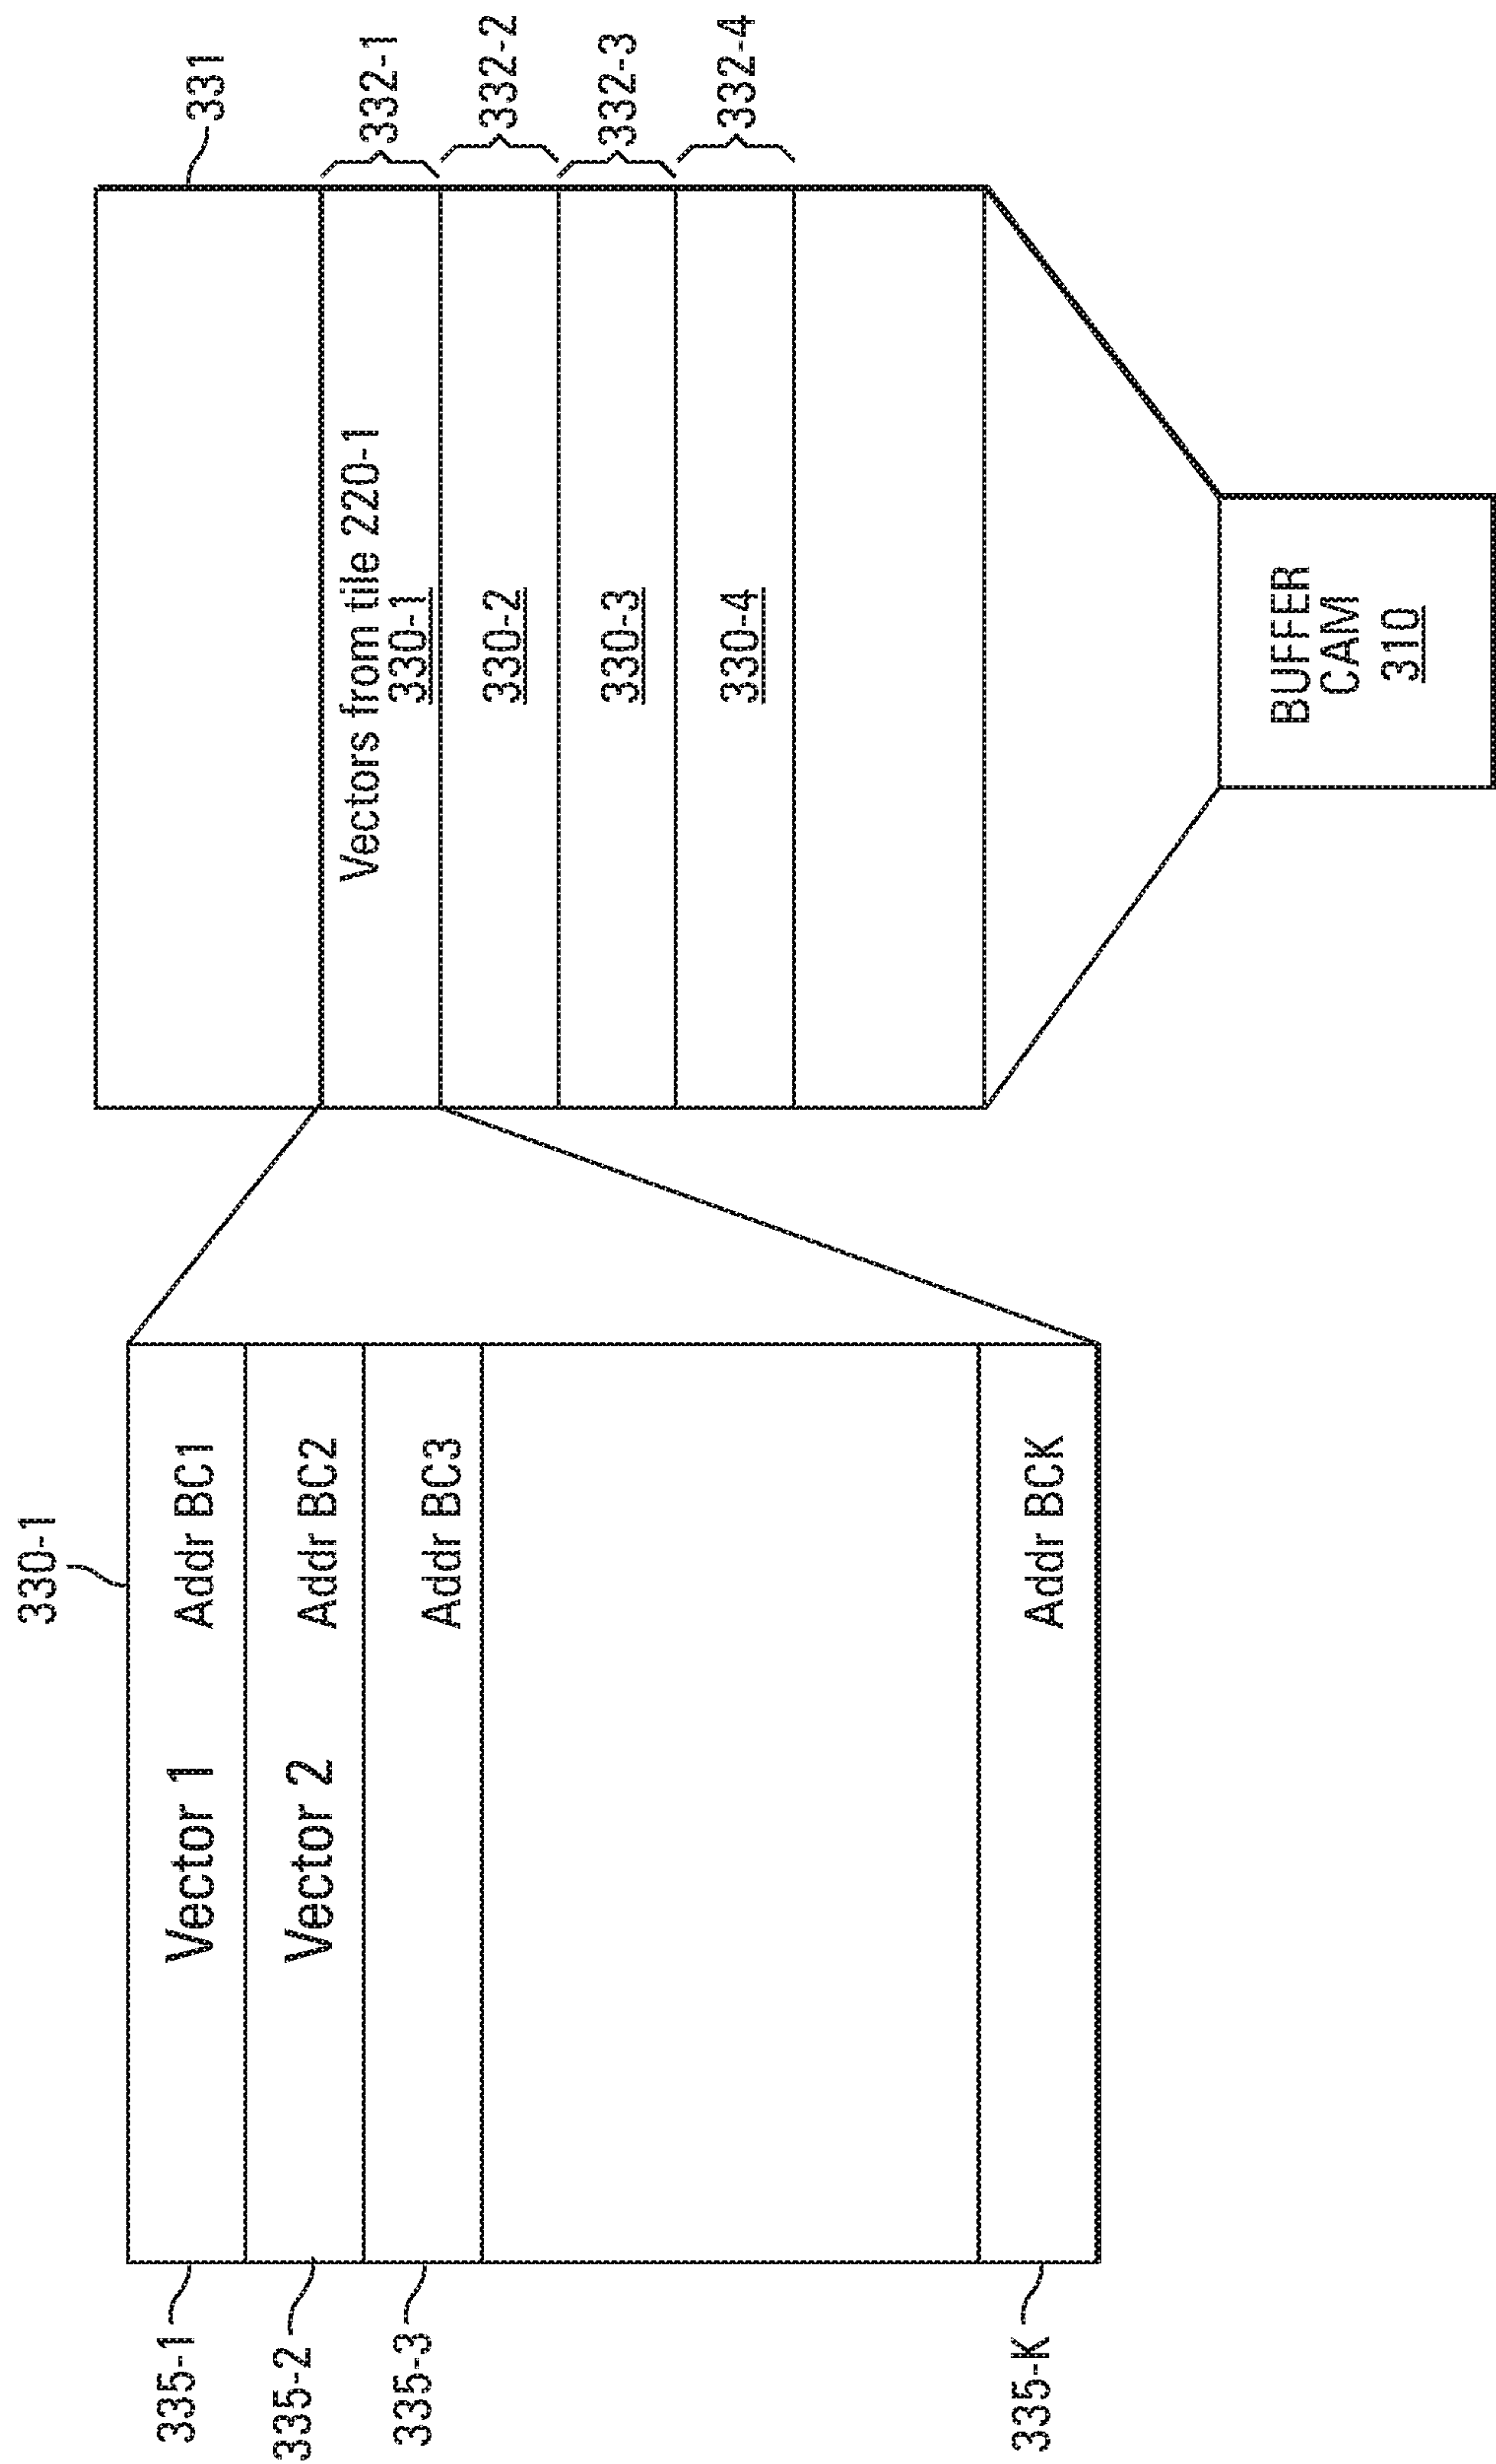 330-1
335-1
Vector 1
Addr BC1
335-2
Vector 2
Addr BC2
335-3
Addr BC3
335-K
Addr BCK
331
Vectors from tile 220-1
330-1
332-1
330-2
332-2
330-3
332-3
330-4
332-4
BUFFER
CAM
310